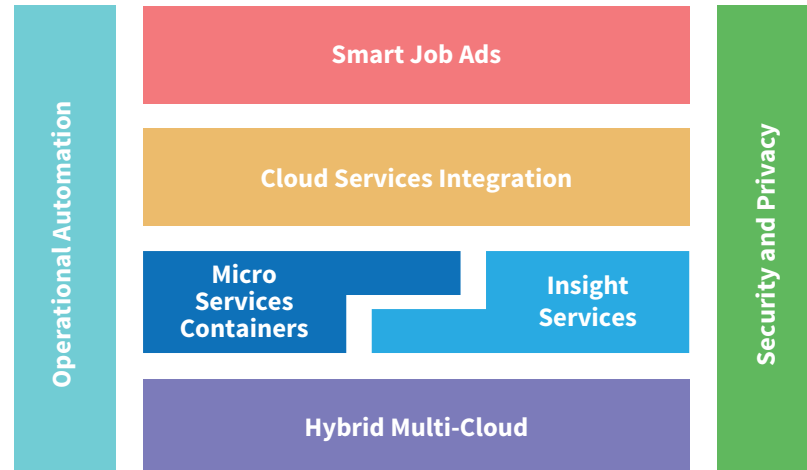 Operational Automation
Smart Job Ads
Cloud Services Integration
Micro
Services
Containers
Insight
Services
Hybrid Multi-Cloud
Security and Privacy